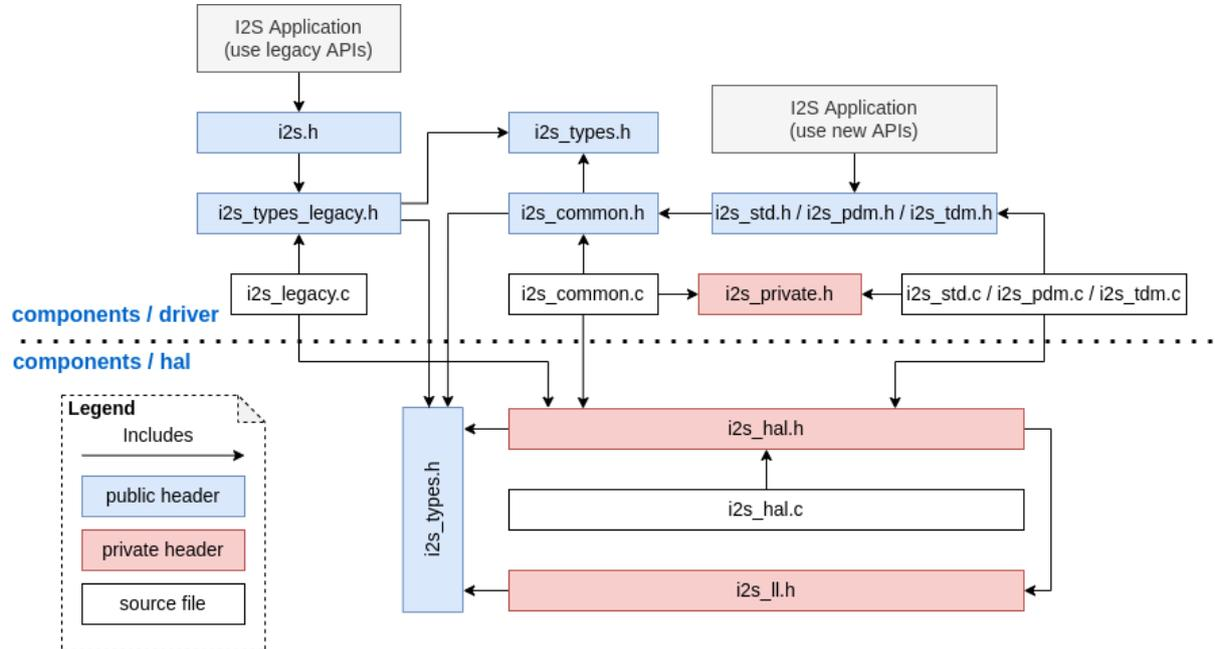 I2S Application
(use legacy APIs)
I2S Application
(use new APIs)
i2s.h
i2s_types.h
i2s_types_legacy.h
i2s_common.h
i2s_std.h / i2s_pdm.h / i2s_tdm.h
i2s_legacy.c
i2s_common.c
i2s_private.h
i2s_std.c / i2s_pdm.c / i2s_tdm.c
components / driver
components / hal
Legend
Includes
public header
private header
source file
i2s_types.h
i2s_hal.h
i2s_hal.c
i2s_ll.h